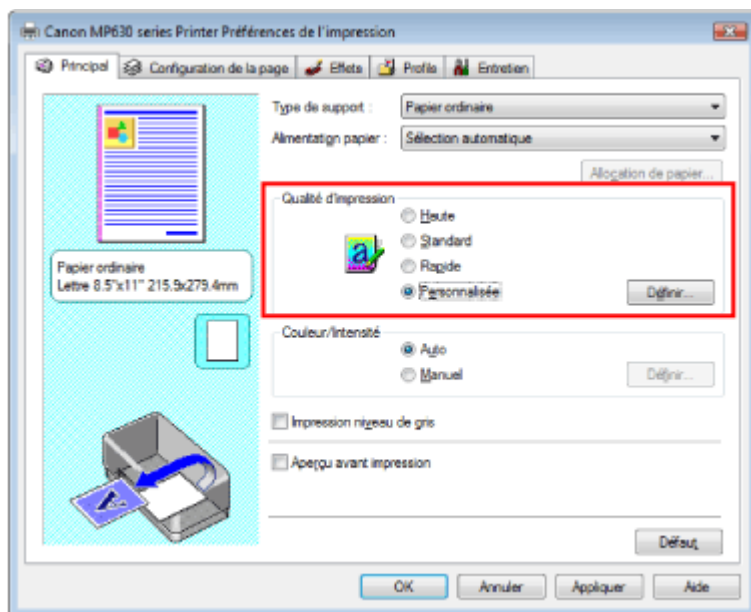 Canon MP630 series Printer Préférences de l'impression
Principal Configuration de la page Effets Profils Entretien
Type de support : Papier ordinaire
Alimentation papier : Sélection automatique
Allocation de papier...
Qualité d'impression
Haute
Standard
Rapide
Personnalisée Définir...
Papier ordinaire
Lettre 8.5"x11" 215.9x279.4mm
Couleur/Intensité
Auto
Manuel Définir...
Impression niveau de gris
Aperçu avant impression
Défaut
OK Annuler Appliquer Aide